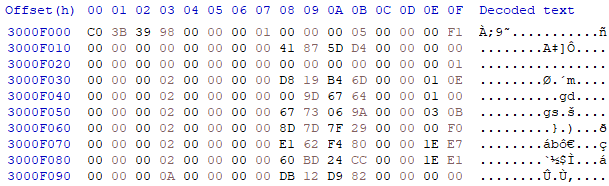 Offset(h) 00 01 02 03 04 05 06 07 08 09 0A 0B 0C 0D 0E 0F Decoded text
3000F000 C0 3B 39 98 00 00 00 01 00 00 00 05 00 00 00 F1 À;9˜...........ñ
3000F010 00 00 00 00 00 00 00 00 41 87 5D D4 00 00 00 00 ........A‡]Ô....
3000F020 00 00 00 00 00 00 00 00 00 00 00 00 00 00 00 01 ................
3000F030 00 00 00 02 00 00 00 00 D8 19 B4 6D 00 00 01 0E ........Ø.´m....
3000F040 00 00 00 02 00 00 00 00 00 9D 67 64 00 00 01 00 ..........gd....
3000F050 00 00 00 02 00 00 00 00 67 73 06 9A 00 00 03 0B ........gs.š....
3000F060 00 00 00 02 00 00 00 00 8D 7D 7F 29 00 00 00 F0 .........}.)...ð
3000F070 00 00 00 02 00 00 00 00 E1 62 F4 80 00 00 1E E7 ........ábô€...ç
3000F080 00 00 00 02 00 00 00 00 60 BD 24 CC 00 00 1E E1 ........`½$Ì...á
3000F090 00 00 00 0A 00 00 00 00 DB 12 D9 82 00 00 00 00 ........Û.Ù‚....